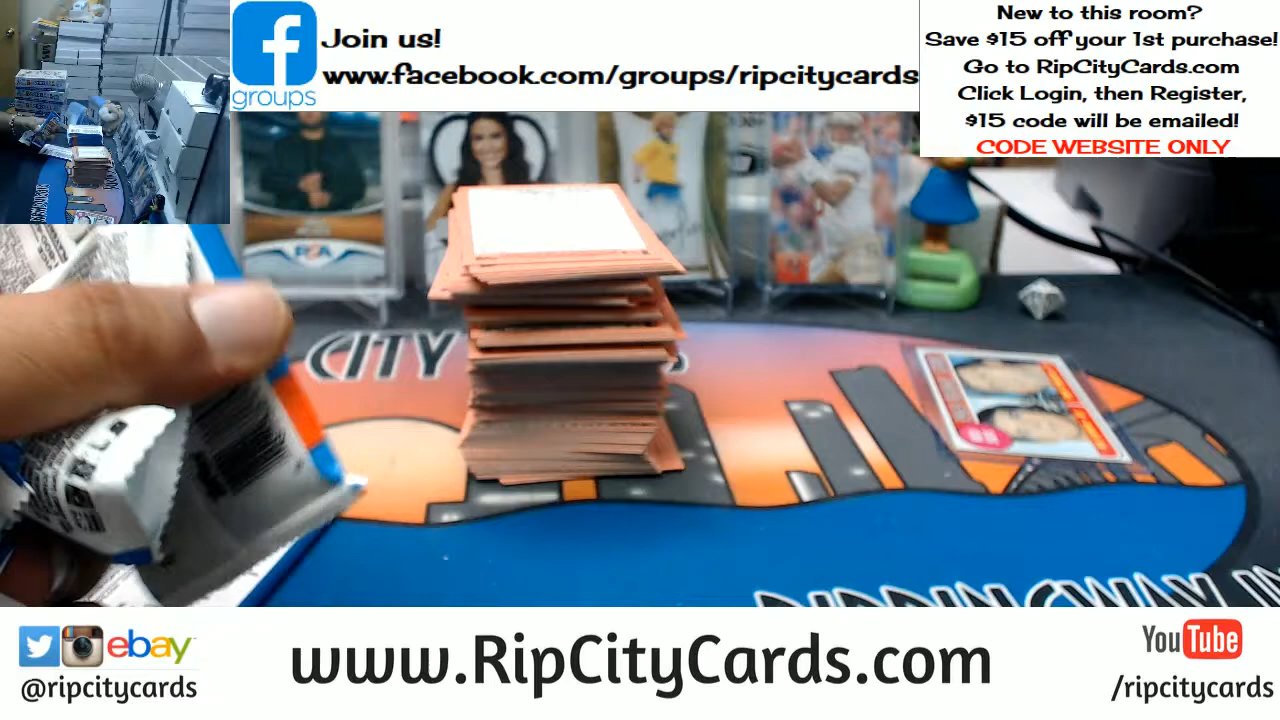 Join us!
www.facebook.com/groups/ripcitycards
groups
New to this room?
Save $15 off your 1st purchase!
Go to RipCityCards.com
Click Login, then Register,
$15 code will be emailed!
CODE WEBSITE ONLY
CITY
ebay
@ripcitycards
www.RipCityCards.com
YouTube
/ripcitycards